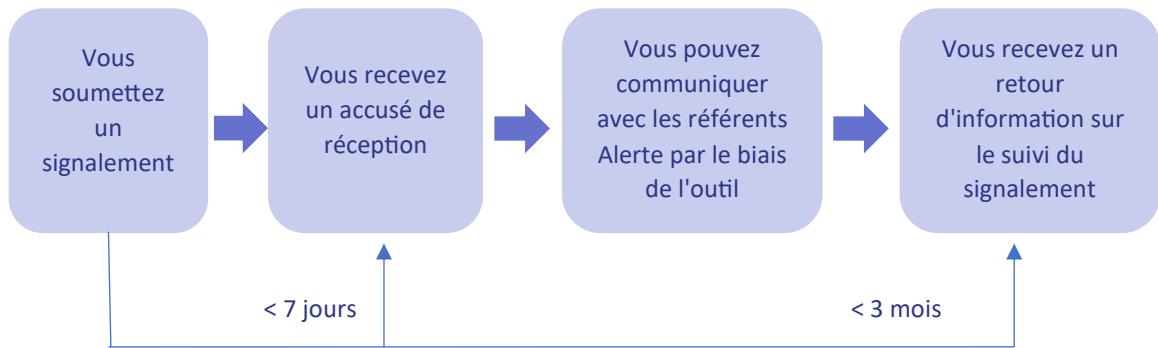 Vous
soumettez
un
signalement
Vous recevez
un accusé de
réception
Vous pouvez
communiquer
avec les référents
Alerte par le biais
de l'outil
Vous recevez un
retour
d'information sur
le suivi du
signalement
< 7 jours
< 3 mois